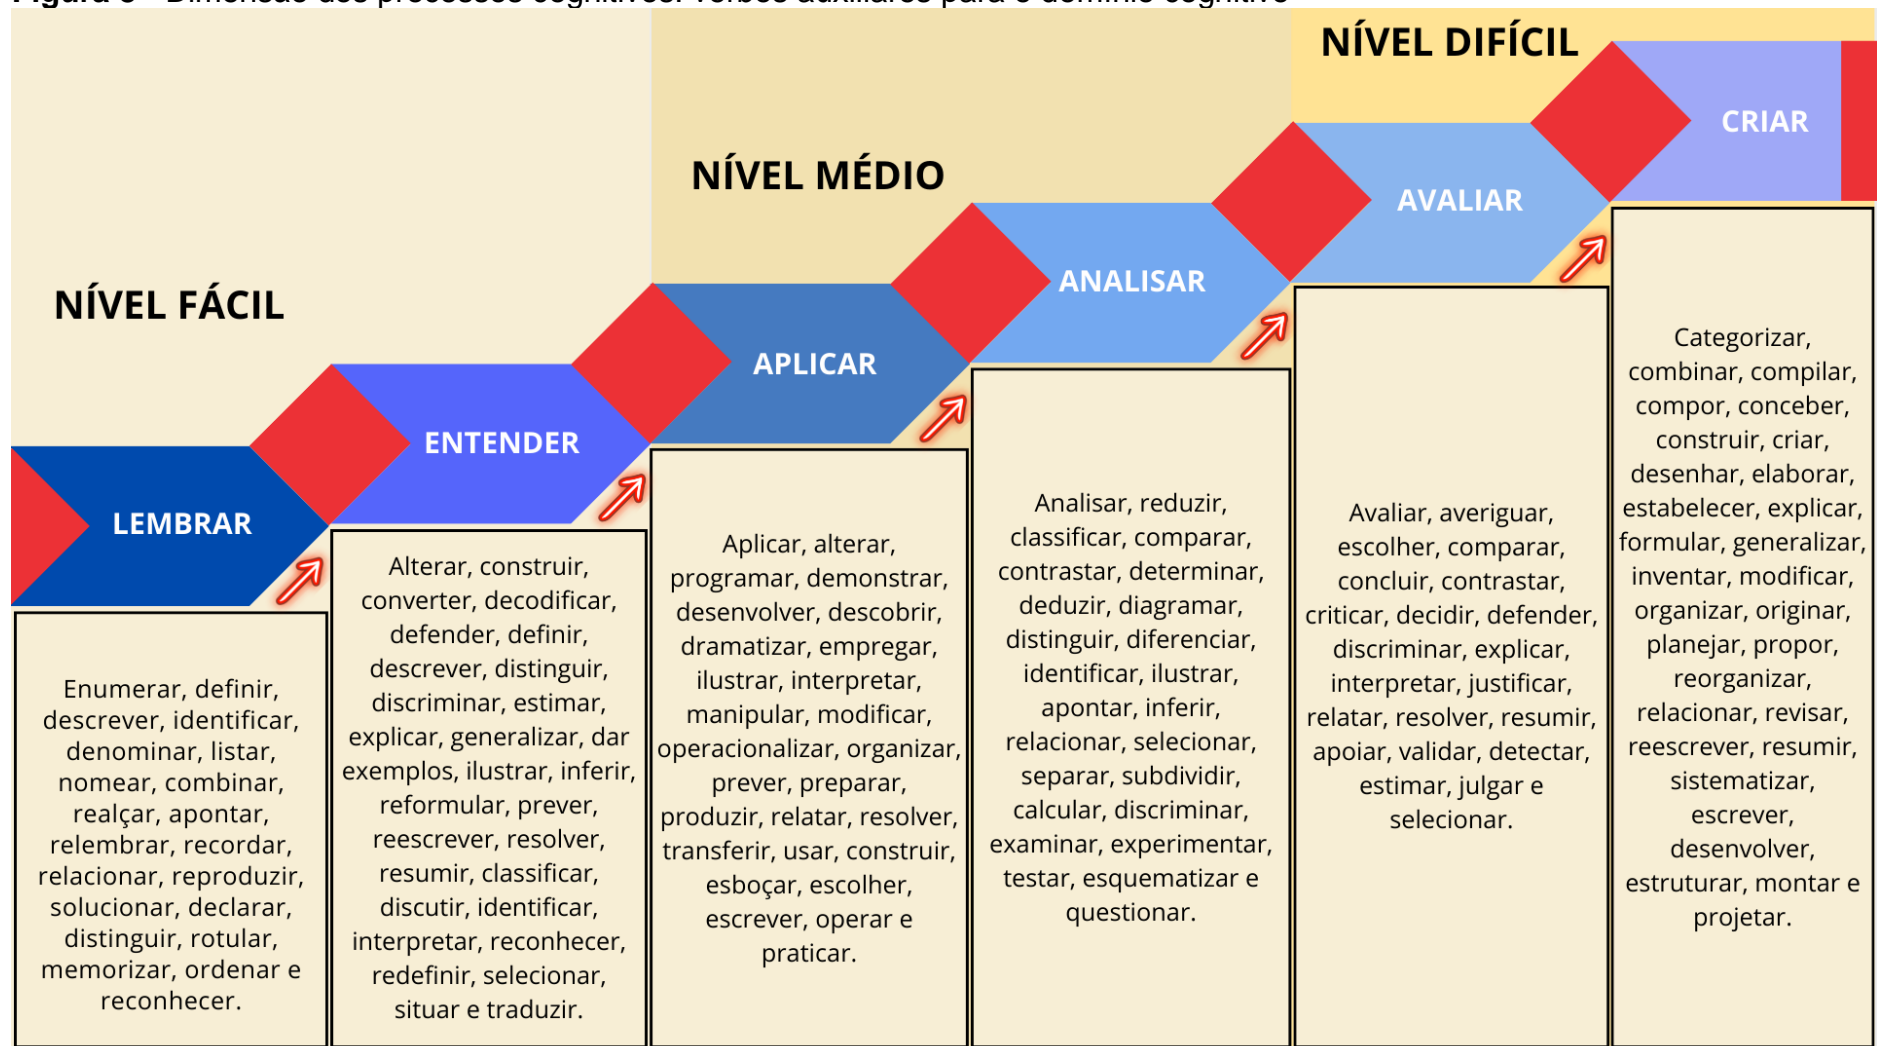 NÍVEL FÁCIL
NÍVEL MÉDIO
NÍVEL DIFÍCIL
LEMBRAR
Enumerar, definir,
descrever, identificar,
denominar, listar,
nomear, combinar,
realçar, apontar,
relembrar, recordar,
relacionar, reproduzir,
solucionar, declarar,
distinguir, rotular,
memorizar, ordenar e
reconhecer.
ENTENDER
Alterar, construir,
converter, decodificar,
defender, definir,
descrever, distinguir,
discriminar, estimar,
explicar, generalizar, dar
exemplos, ilustrar, inferir,
reformular, prever,
reescrever, resolver,
resumir, classificar,
discutir, identificar,
interpretar, reconhecer,
redefinir, selecionar,
situar e traduzir.
APLICAR
Aplicar, alterar,
programar, demonstrar,
desenvolver, descobrir,
dramatizar, empregar,
ilustrar, interpretar,
manipular, modificar,
operacionalizar, organizar,
prever, preparar,
produzir, relatar, resolver,
transferir, usar, construir,
esboçar, escolher,
escrever, operar e
praticar.
ANALISAR
Analisar, reduzir,
classificar, comparar,
contrastar, determinar,
deduzir, diagramar,
distinguir, diferenciar,
identificar, ilustrar,
apontar, inferir,
relacionar, selecionar,
separar, subdividir,
calcular, discriminar,
examinar, experimentar,
testar, esquematizar e
questionar.
AVALIAR
Avaliar, averiguar,
escolher, comparar,
concluir, contrastar,
criticar, decidir, defender,
discriminar, explicar,
interpretar, justificar,
relatar, resolver, resumir,
apoiar, validar, detectar,
estimar, julgar e
selecionar.
CRIAR
Categorizar,
combinar, compilar,
compor, conceber,
construir, criar,
desenhar, elaborar,
estabelecer, explicar,
formular, generalizar,
inventar, modificar,
organizar, originar,
planejar, propor,
reorganizar,
relacionar, revisar,
reescrever, resumir,
sistematizar,
escrever,
desenvolver,
estruturar, montar e
projetar.